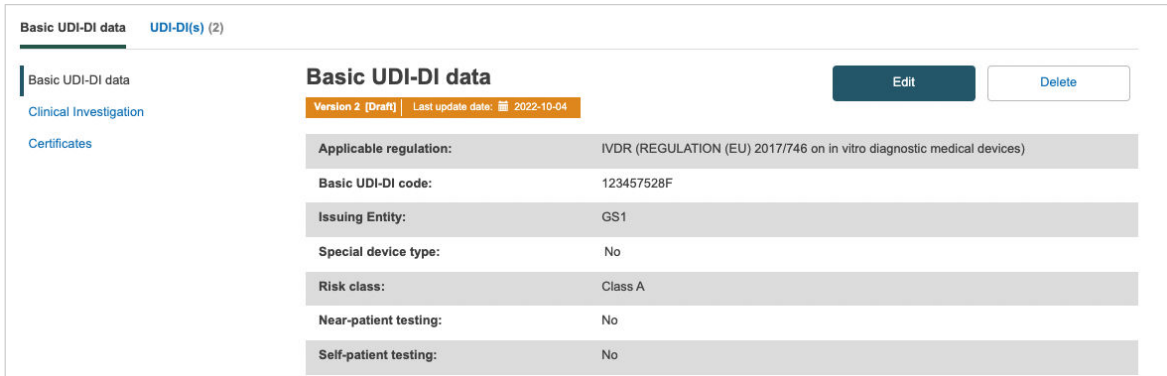 Basic UDI-DI data UDI-DI(s) (2)
Basic UDI-DI data
Clinical Investigation
Certificates
Basic UDI-DI data
Edit
Delete
Version 2 [Draft] Last update date: 2022-10-04
Applicable regulation: IVDR (REGULATION (EU) 2017/746 on in vitro diagnostic medical devices)
Basic UDI-DI code: 123457528F
Issuing Entity: GS1
Special device type: No
Risk class: Class A
Near-patient testing: No
Self-patient testing: No